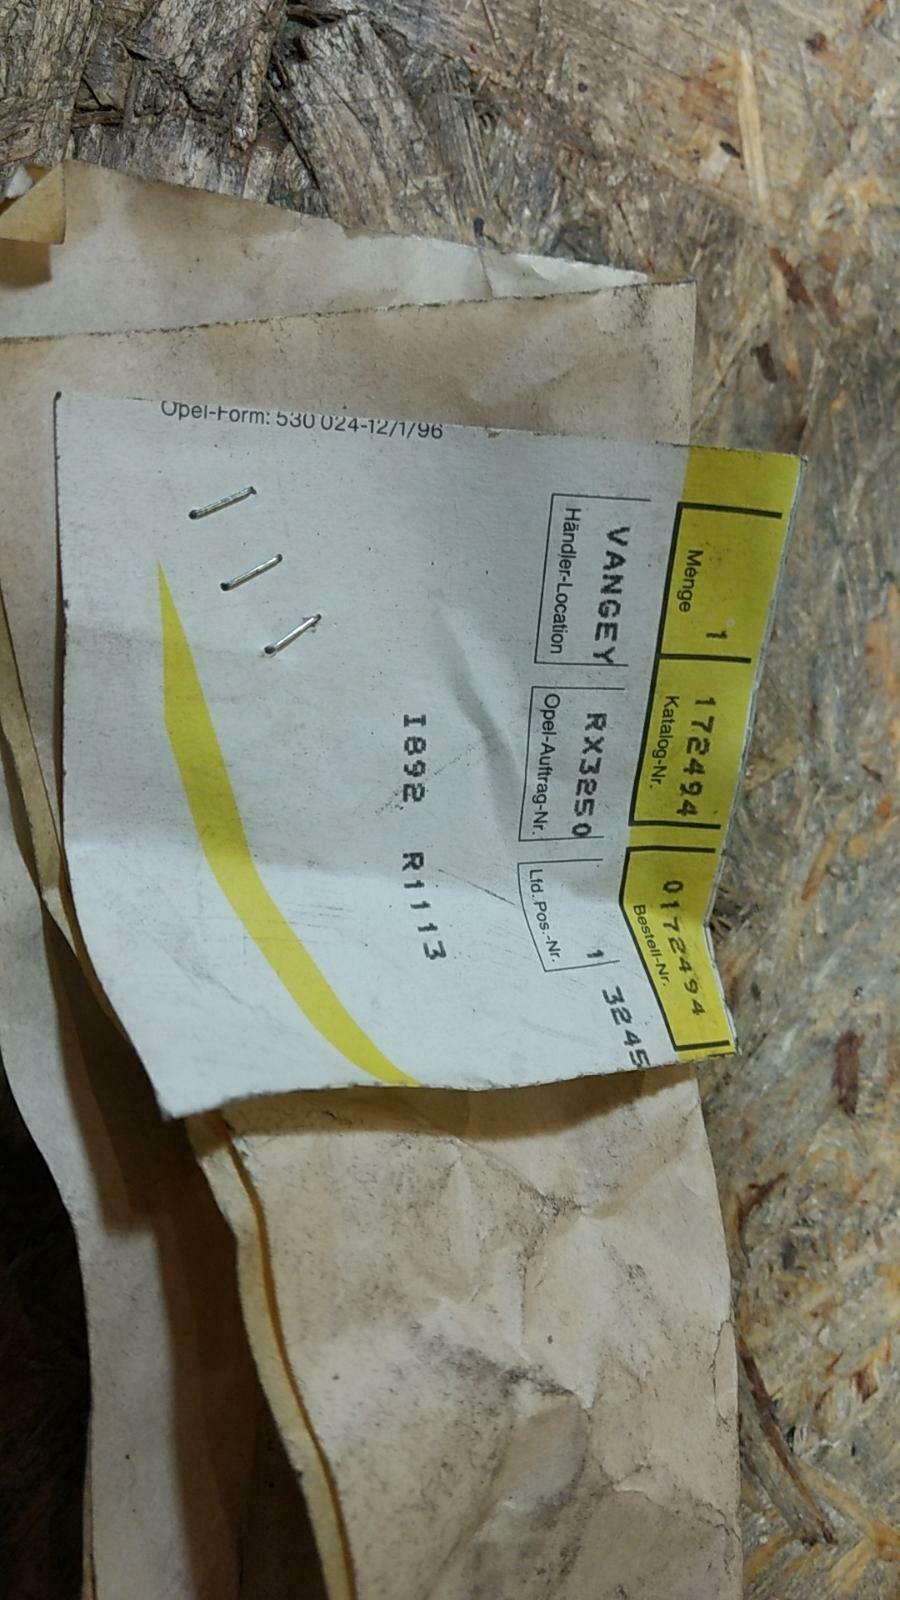 1 172494 0172494
Menge Katalog-Nr. Bestell-Nr.
VANGEY RX3250 1 3245
Händler-Location Opel-Auftrag-Nr. Lfd.Pos.-Nr.
I892 R1113
Opel-Form: 530 024-12/1/96